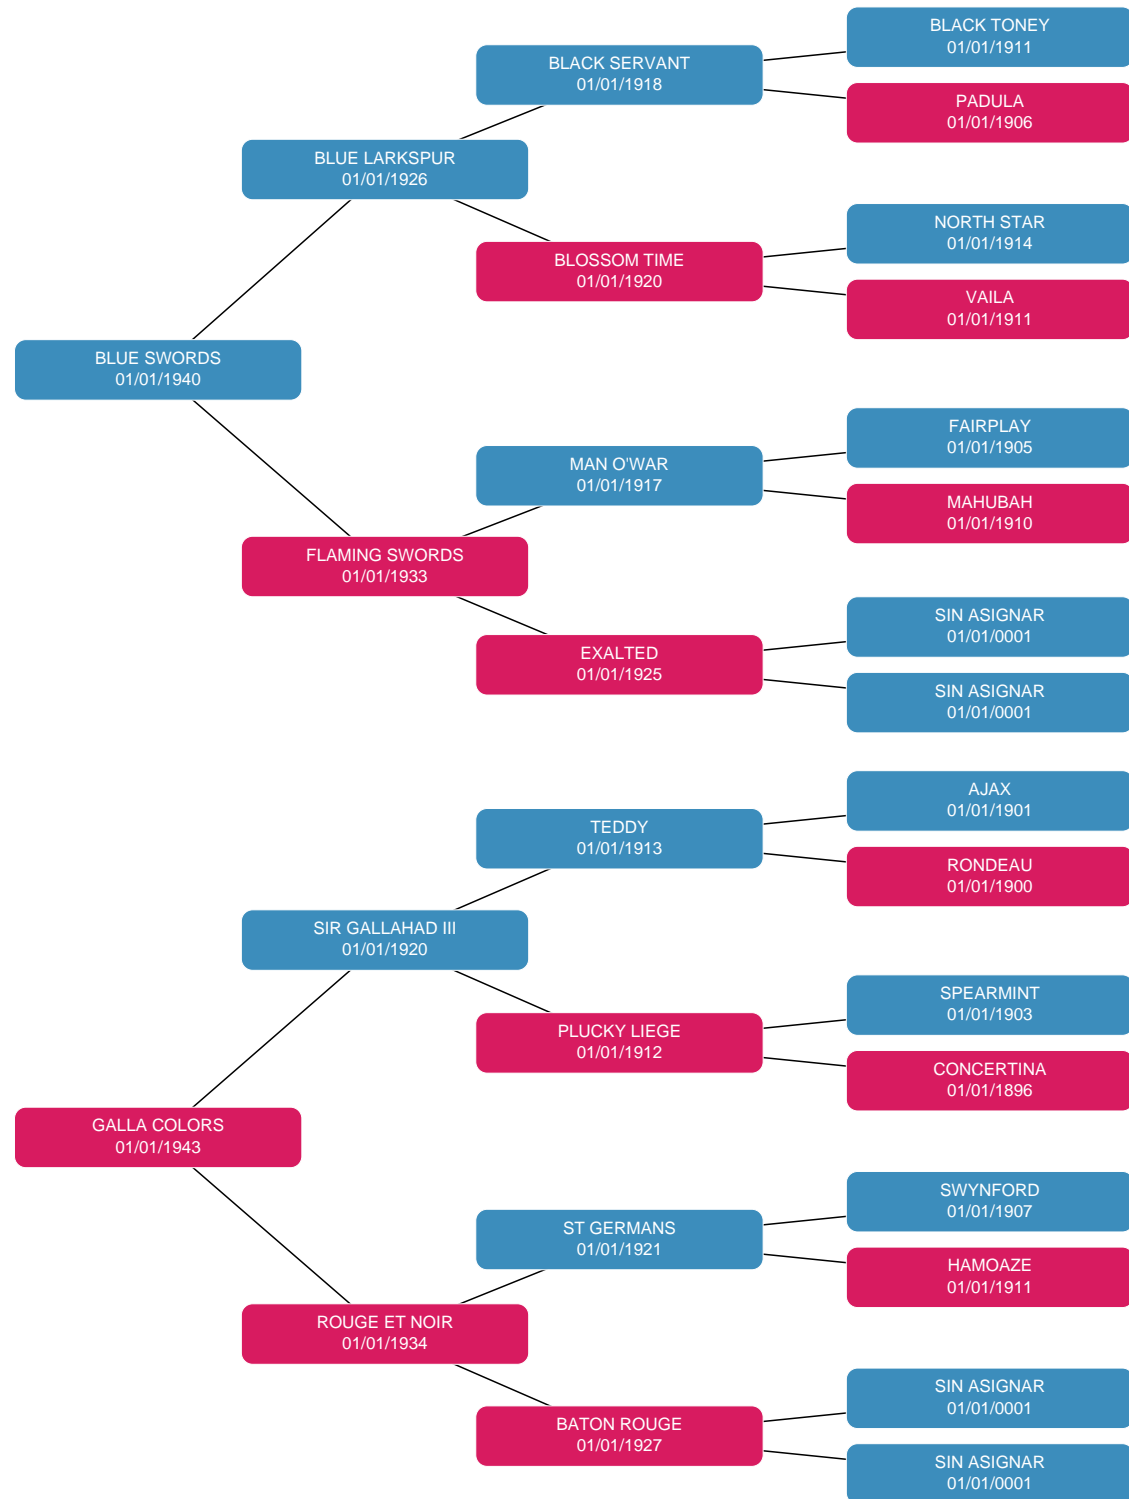 BLACK TONEY
01/01/1911
BLACK SERVANT
01/01/1918
PADULA
01/01/1906
BLUE LARKSPUR
01/01/1926
NORTH STAR
01/01/1914
BLOSSOM TIME
01/01/1920
VAILA
01/01/1911
BLUE SWORDS
01/01/1940
FAIRPLAY
01/01/1905
MAN O'WAR
01/01/1917
MAHUBAH
01/01/1910
FLAMING SWORDS
01/01/1933
SIN ASIGNAR
01/01/0001
EXALTED
01/01/1925
SIN ASIGNAR
01/01/0001
AJAX
01/01/1901
TEDDY
01/01/1913
RONDEAU
01/01/1900
SIR GALLAHAD III
01/01/1920
SPEARMINT
01/01/1903
PLUCKY LIEGE
01/01/1912
CONCERTINA
01/01/1896
GALLA COLORS
01/01/1943
SWYNFORD
01/01/1907
ST GERMANS
01/01/1921
HAMOAZE
01/01/1911
ROUGE ET NOIR
01/01/1934
SIN ASIGNAR
01/01/0001
BATON ROUGE
01/01/1927
SIN ASIGNAR
01/01/0001